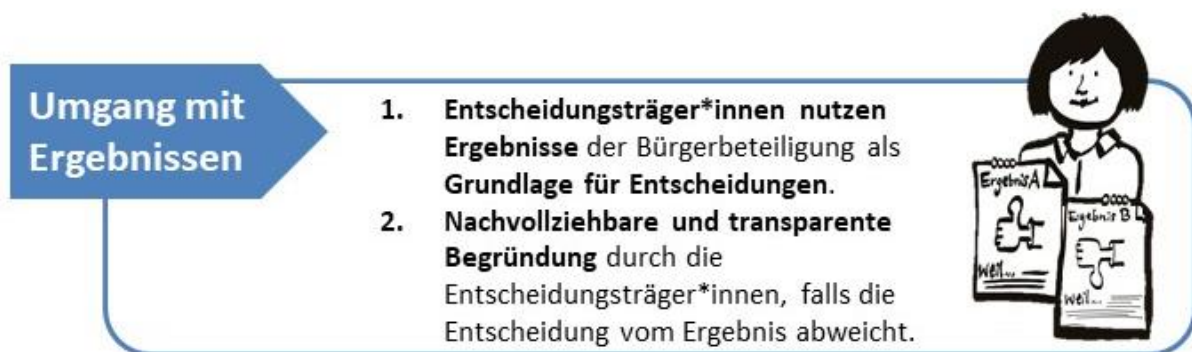 Umgang mit
Ergebnissen
1. Entscheidungsträger*innen nutzen
Ergebnisse der Bürgerbeteiligung als
Grundlage für Entscheidungen.
2. Nachvollziehbare und transparente
Begründung durch die
Entscheidungsträger*innen, falls die
Entscheidung vom Ergebnis abweicht.
Ergebnis A
Weil...
Ergebnis B
Weil...